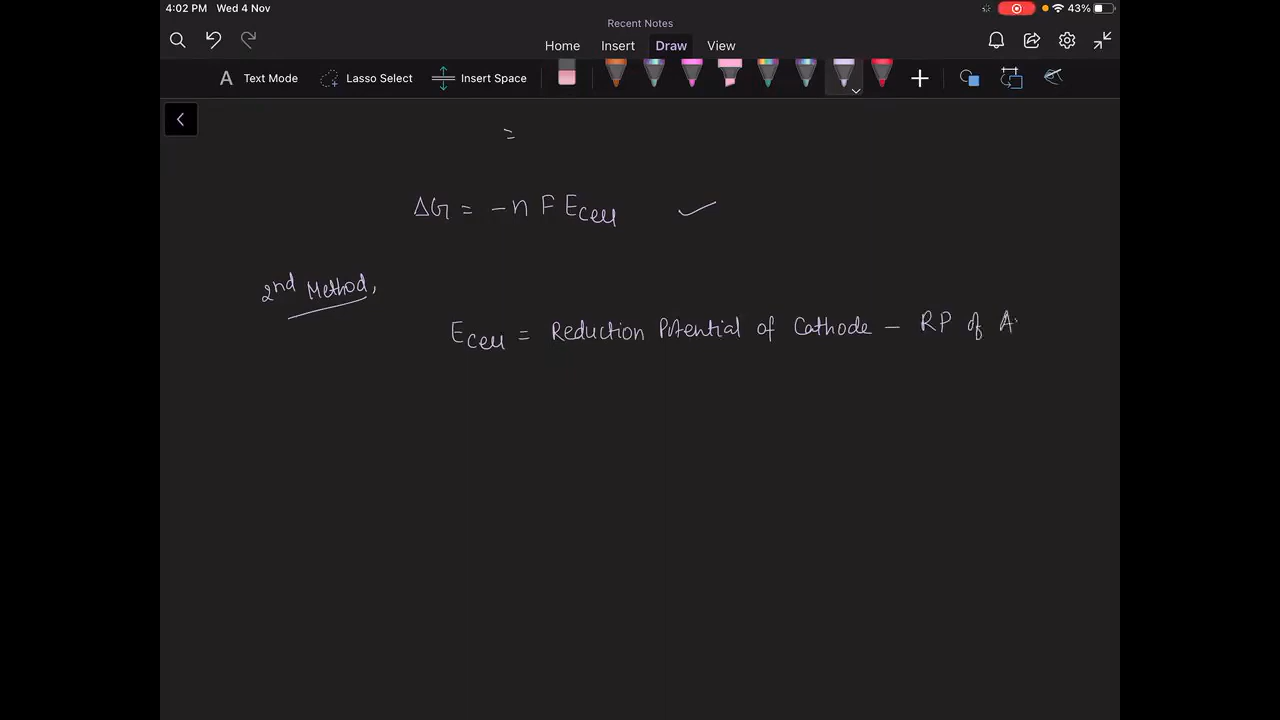 4:02 PM Wed 4 Nov
43%
Recent Notes
Home Insert Draw View
A Text Mode Lasso Select Insert Space
=
ΔG = -n F Ecell ✓
2nd Method,
Ecell = Reduction Potential of Cathode - RP of A